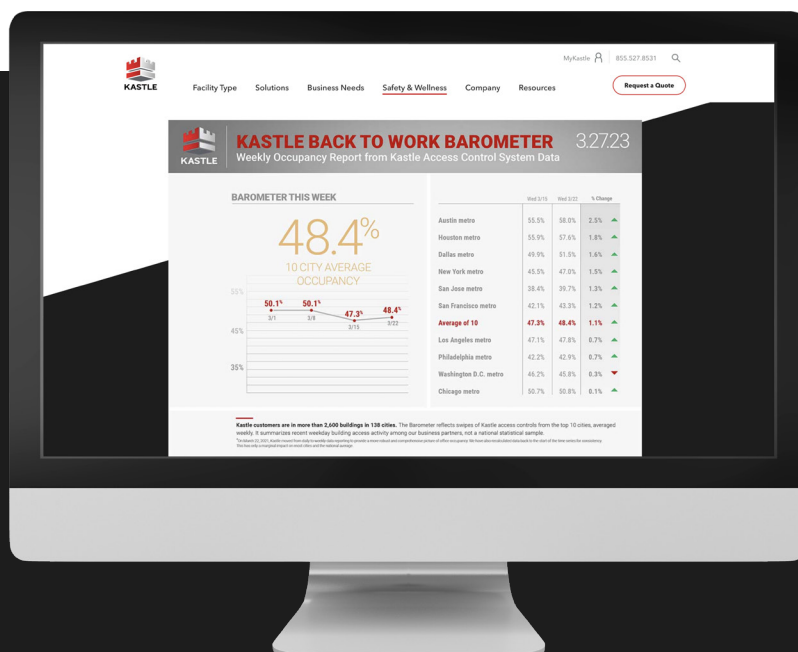 MyKastle
855.527.8531
KASTLE
Facility Type Solutions Business Needs Safety & Wellness Company Resources
Request a Quote
KASTLE
KASTLE BACK TO WORK BAROMETER
Weekly Occupancy Report from Kastle Access Control System Data
3.27.23
BAROMETER THIS WEEK
48.4%
10 CITY AVERAGE
OCCUPANCY
55%
45%
35%
50.1% 50.1% 47.3% 48.4%
3/1 3/8 3/15 3/22
Wed 3/15 Wed 3/22 % Change
Austin metro 55.5% 58.0% 2.5%
Houston metro 55.9% 57.6% 1.8%
Dallas metro 49.9% 51.5% 1.6%
New York metro 45.5% 47.0% 1.5%
San Jose metro 38.4% 39.7% 1.3%
San Francisco metro 42.1% 43.3% 1.2%
Average of 10 47.3% 48.4% 1.1%
Los Angeles metro 47.1% 47.8% 0.7%
Philadelphia metro 42.2% 42.9% 0.7%
Washington D.C. metro 46.2% 45.8% 0.3%
Chicago metro 50.7% 50.8% 0.1%
Kastle customers are in more than 2,600 buildings in 138 cities. The Barometer reflects swipes of Kastle access controls from the top 10 cities, averaged
weekly. It summarizes recent weekday building access activity among our business partners, not a national statistical sample.